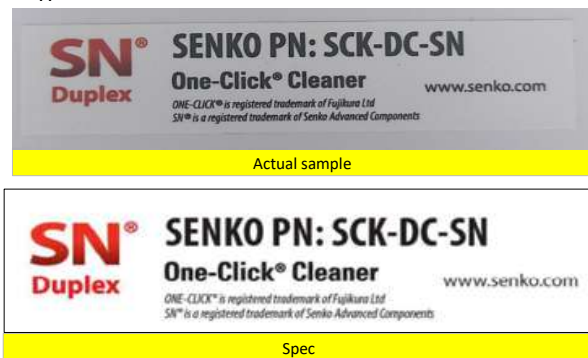 SN®
Duplex
SENKO PN: SCK-DC-SN
One-Click® Cleaner
ONE-CLICK® is registered trademark of Fujikura Ltd
SN® is a registered trademark of Senko Advanced Components
www.senko.com
Actual sample
SN®
Duplex
SENKO PN: SCK-DC-SN
One-Click® Cleaner
ONE-CLICK® is registered trademark of Fujikura Ltd
SN® is a registered trademark of Senko Advanced Components
www.senko.com
Spec